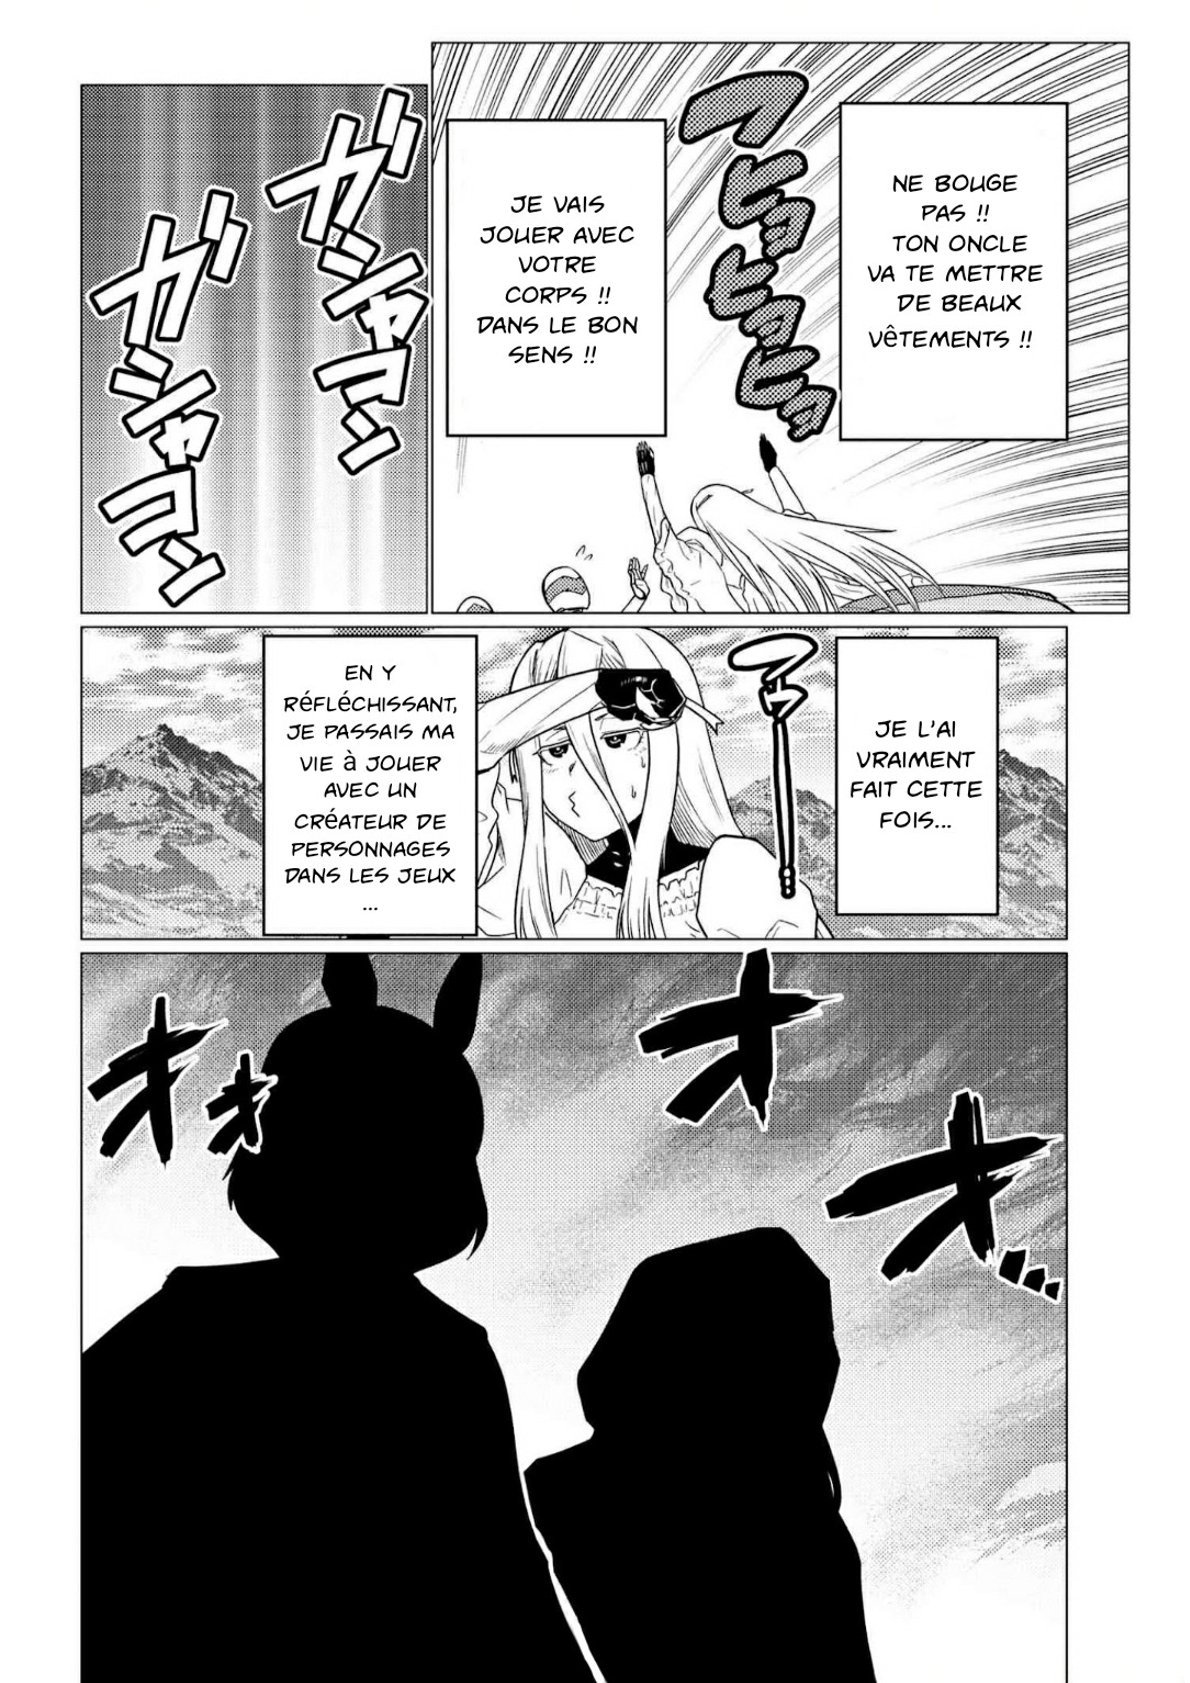 NE BOUGE
PAS !!
TON ONCLE
VA TE METTRE
DE BEAUX
VÊTEMENTS !!
フ
ヒョヒョヒョ
JE VAIS
JOUER AVEC
VOTRE
CORPS !!
DANS LE BON
SENS !!
ガシャコン
ガシャコン
JE L'AI
VRAIMENT
FAIT CETTE
FOIS...
フゥ…
EN Y
RÉFLÉCHISSANT,
JE PASSAIS MA
VIE À JOUER
AVEC UN
CRÉATEUR DE
PERSONNAGES
DANS LES JEUX
...
オ
オ
オ
オ…